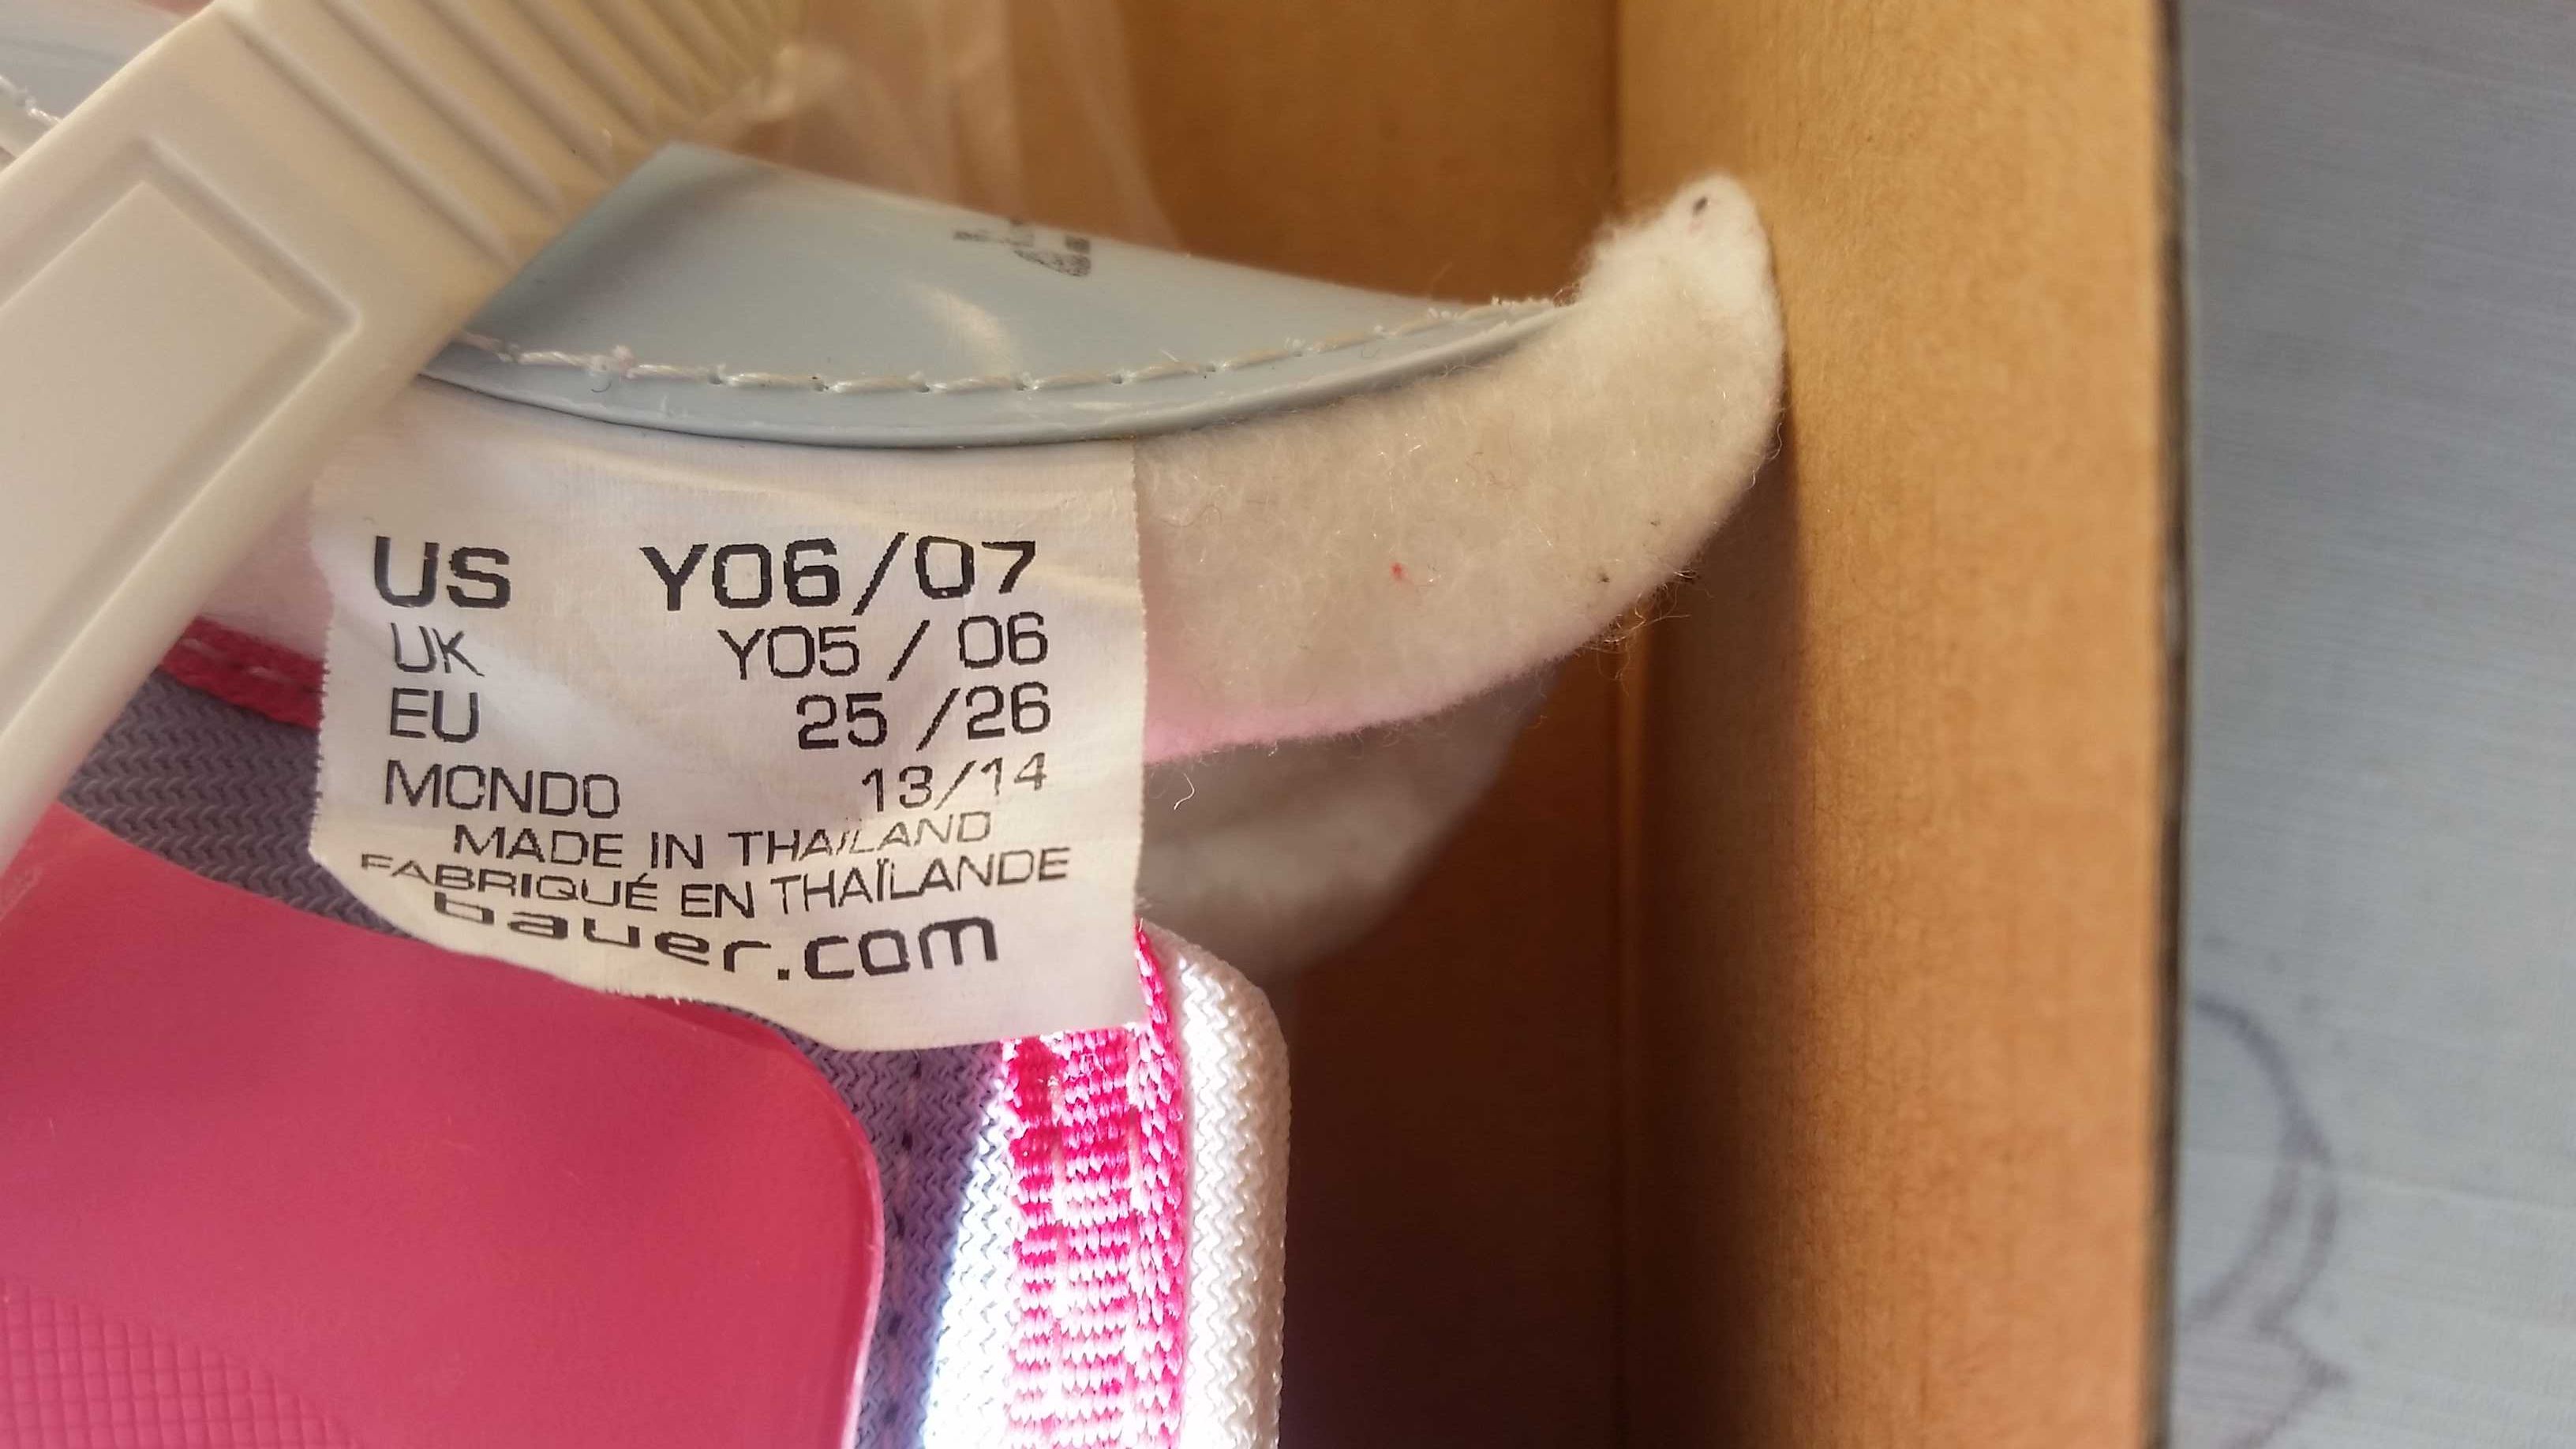 US Y06/07
UK Y05 / 06
EU 25 /26
MONDO 13/14
MADE IN THAILAND
FABRIQUÉ EN THAÏLANDE
bauer.com